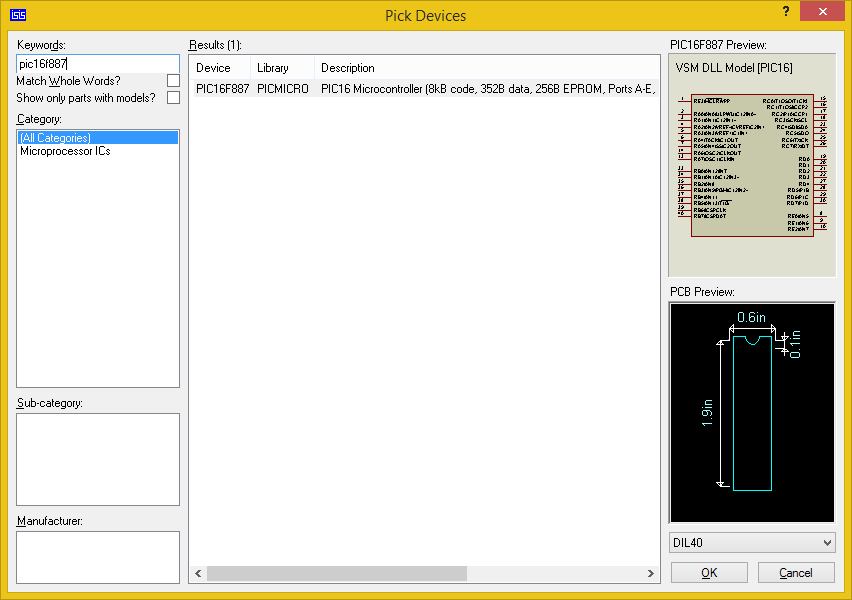 ISIS
Pick Devices
?
Keywords:
pic16f887
Match Whole Words?
Show only parts with models?
Category:
(All Categories)
Microprocessor ICs
Sub-category:
Manufacturer:
Results (1):
Device Library Description
PIC16F887 PICMICRO PIC16 Microcontroller (8kB code, 352B data, 256B EPROM, Ports A-E,
PIC16F887 Preview:
VSM DLL Model [PIC16]
PCB Preview:
0.6in
0.1in
1.9in
DIL40
OK
Cancel